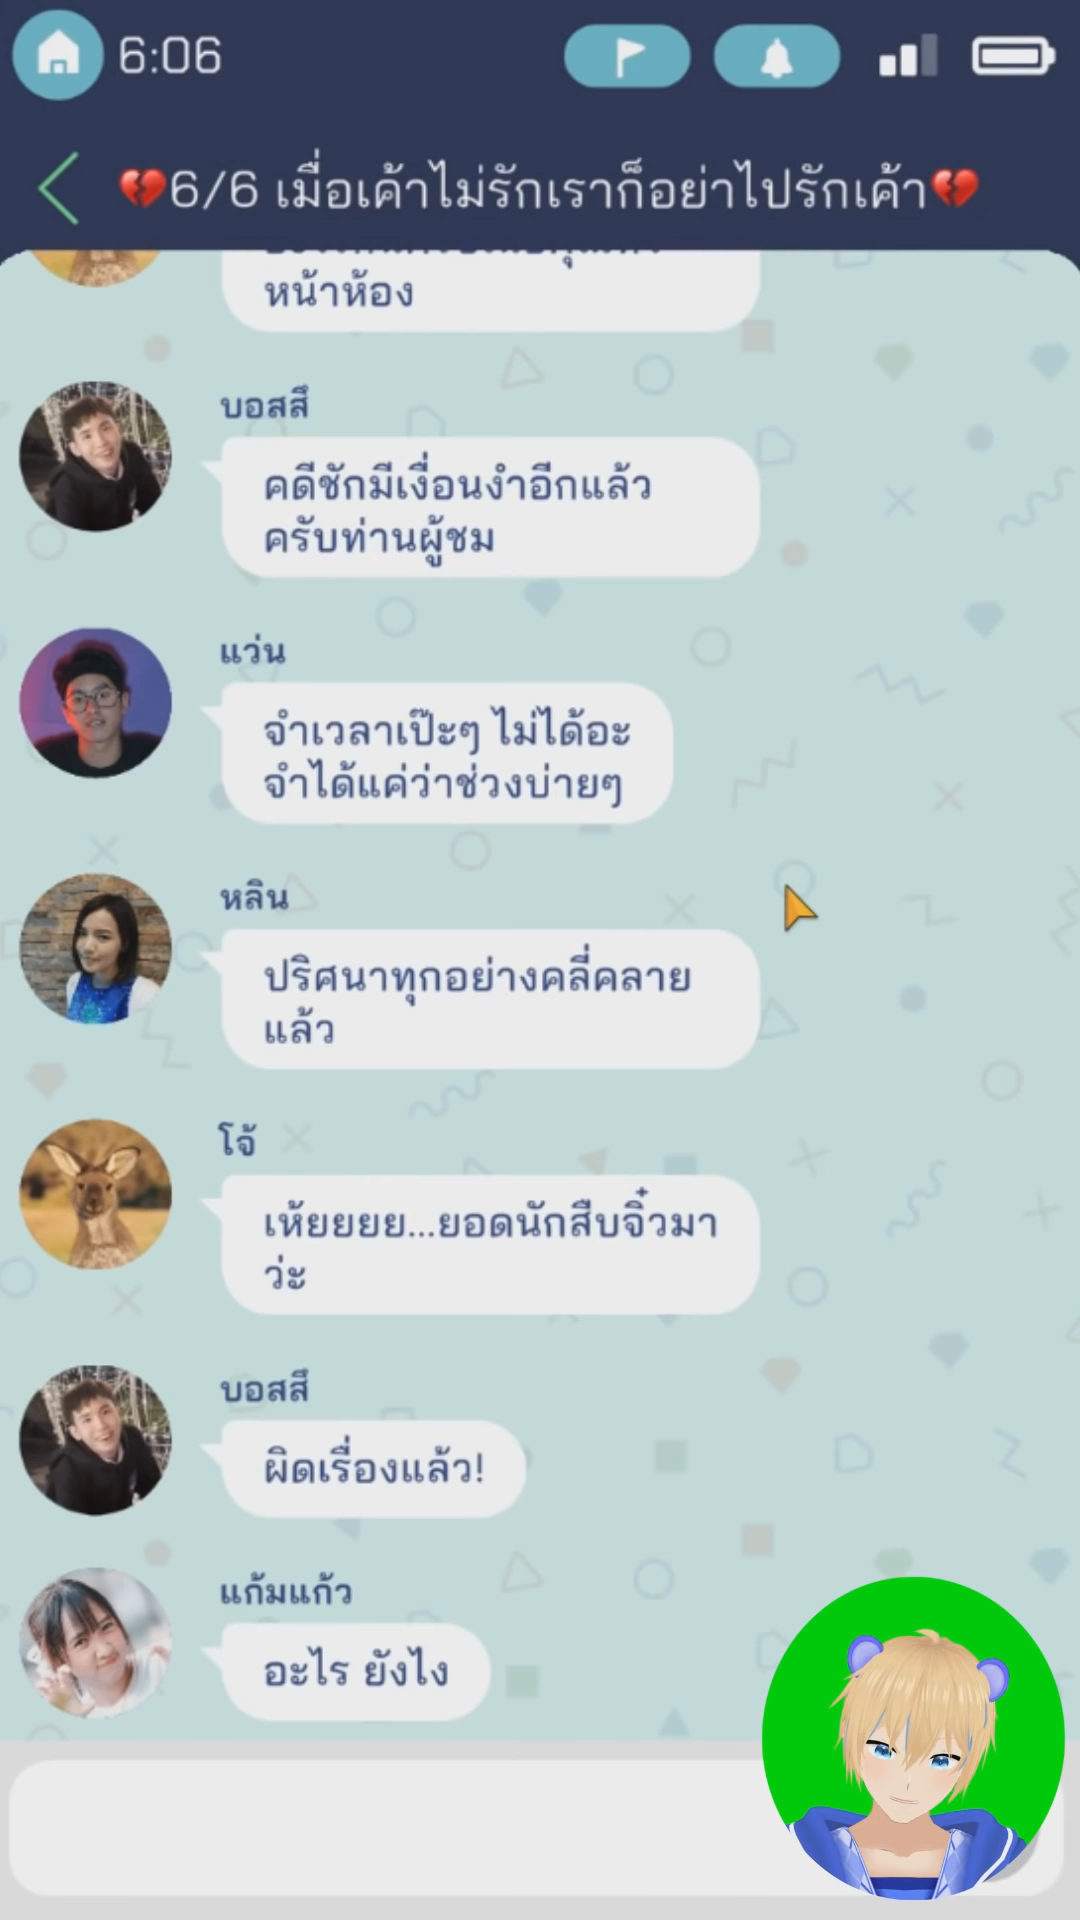 6:06
💔6/6 เมื่อเค้าไม่รักเราก็อย่าไปรักเค้า💔
หน้าห้อง
บอสสึ
คดีชักมีเงื่อนงำอีกแล้ว
ครับท่านผู้ชม
แว่น
จำเวลาเป๊ะๆ ไม่ได้อะ
จำได้แค่ว่าช่วงบ่ายๆ
หลิน
ปริศนาทุกอย่างคลี่คลาย
แล้ว
โจ้
เห้ยยยย...ยอดนักสืบจิ๋วมา
ว่ะ
บอสสึ
ผิดเรื่องแล้ว!
แก้มแก้ว
อะไร ยังไง